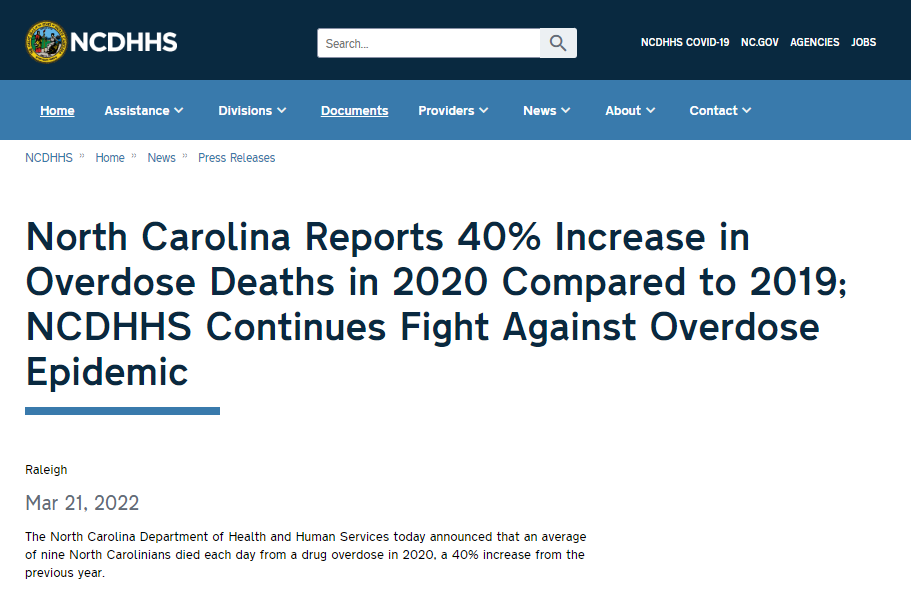 NCDHHS
Search...
NCDHHS COVID-19 NC.GOV AGENCIES JOBS
Home Assistance Divisions Documents Providers News About Contact
NCDHHS » Home » News » Press Releases
North Carolina Reports 40% Increase in
Overdose Deaths in 2020 Compared to 2019;
NCDHHS Continues Fight Against Overdose
Epidemic
Raleigh
Mar 21, 2022
The North Carolina Department of Health and Human Services today announced that an average
of nine North Carolinians died each day from a drug overdose in 2020, a 40% increase from the
previous year.